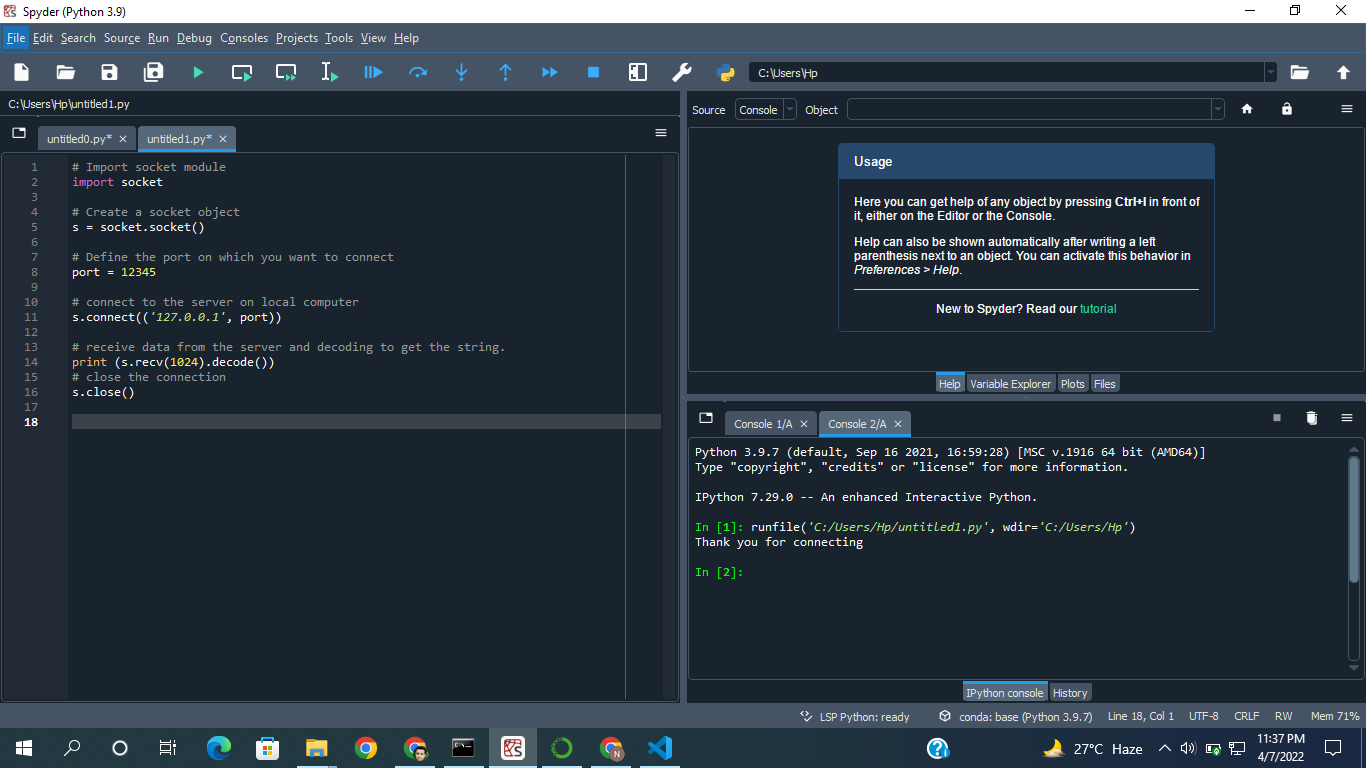 Spyder (Python 3.9)
File Edit Search Source Run Debug Consoles Projects Tools View Help
C:\Users\Hp
C:\Users\Hp\untitled1.py
untitled0.py*
untitled1.py*
1 # Import socket module
2 import socket
3
4 # Create a socket object
5 s = socket.socket()
6
7 # Define the port on which you want to connect
8 port = 12345
9
10 # connect to the server on local computer
11 s.connect(('127.0.0.1', port))
12
13 # receive data from the server and decoding to get the string.
14 print (s.recv(1024).decode())
15 # close the connection
16 s.close()
17
18
Source Console Object
Usage
Here you can get help of any object by pressing Ctrl+I in front of
it, either on the Editor or the Console.
Help can also be shown automatically after writing a left
parenthesis next to an object. You can activate this behavior in
Preferences > Help.
New to Spyder? Read our tutorial
Help Variable Explorer Plots Files
Console 1/A Console 2/A
Python 3.9.7 (default, Sep 16 2021, 16:59:28) [MSC v.1916 64 bit (AMD64)]
Type "copyright", "credits" or "license" for more information.
IPython 7.29.0 -- An enhanced Interactive Python.
In [1]: runfile('C:/Users/Hp/untitled1.py', wdir='C:/Users/Hp')
Thank you for connecting
In [2]:
IPython console History
LSP Python: ready conda: base (Python 3.9.7) Line 18, Col 1 UTF-8 CRLF RW Mem 71%
27°C Haze
11:37 PM
4/7/2022